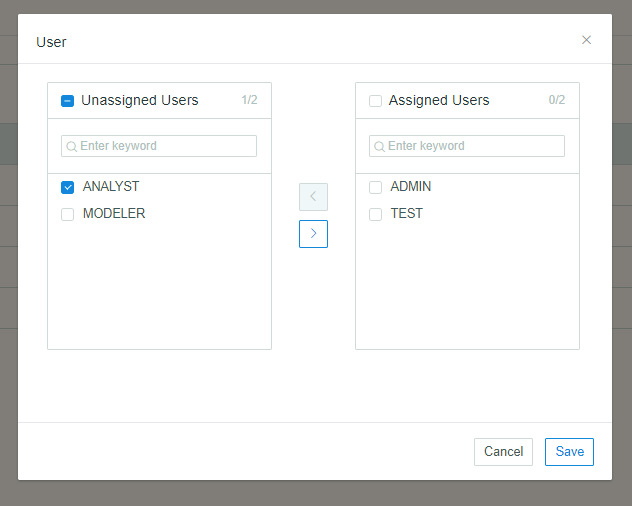 User
Unassigned Users 1/2
Enter keyword
ANALYST
MODELER
Assigned Users 0/2
Enter keyword
ADMIN
TEST
Cancel Save